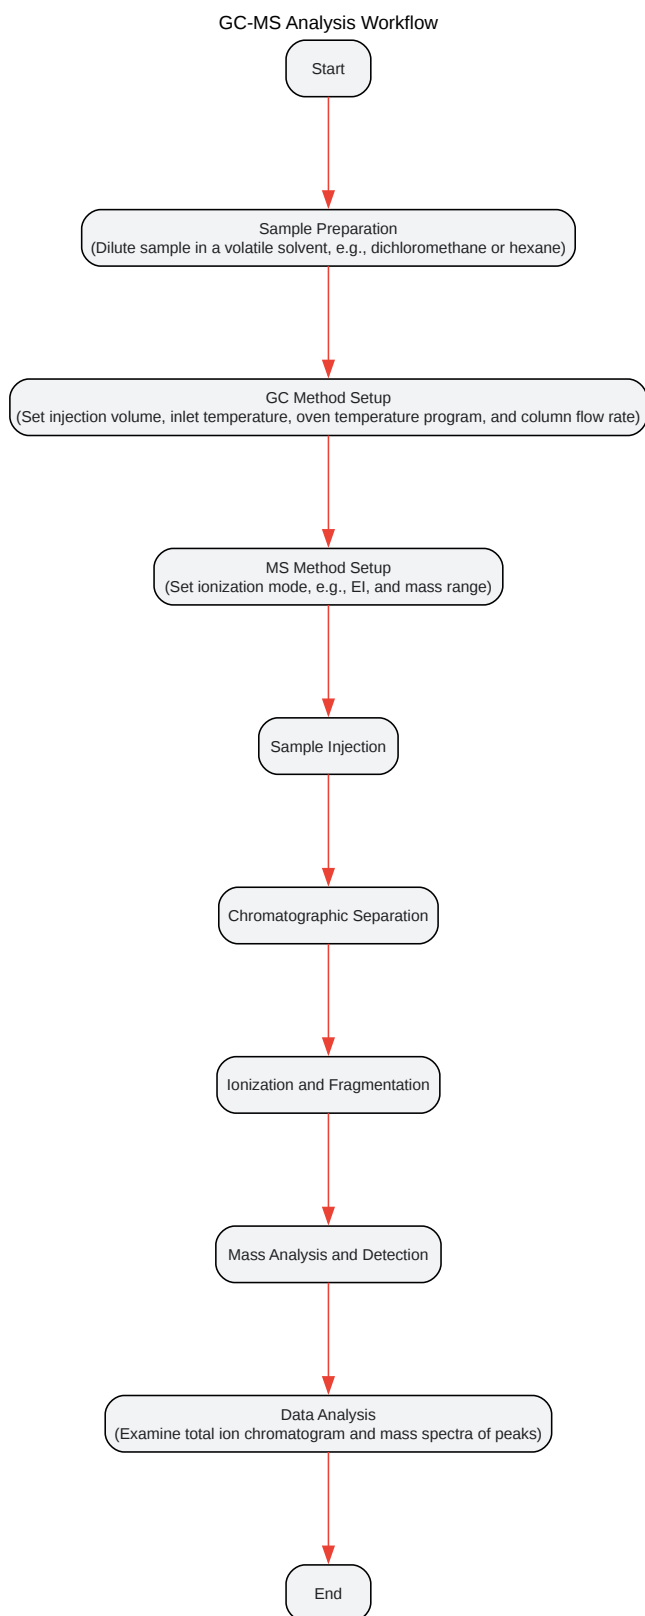 GC-MS Analysis Workflow
Start
Sample Preparation
(Dilute sample in a volatile solvent, e.g., dichloromethane or hexane)
GC Method Setup
(Set injection volume, inlet temperature, oven temperature program, and column flow rate)
MS Method Setup
(Set ionization mode, e.g., EI, and mass range)
Sample Injection
Chromatographic Separation
Ionization and Fragmentation
Mass Analysis and Detection
Data Analysis
(Examine total ion chromatogram and mass spectra of peaks)
End